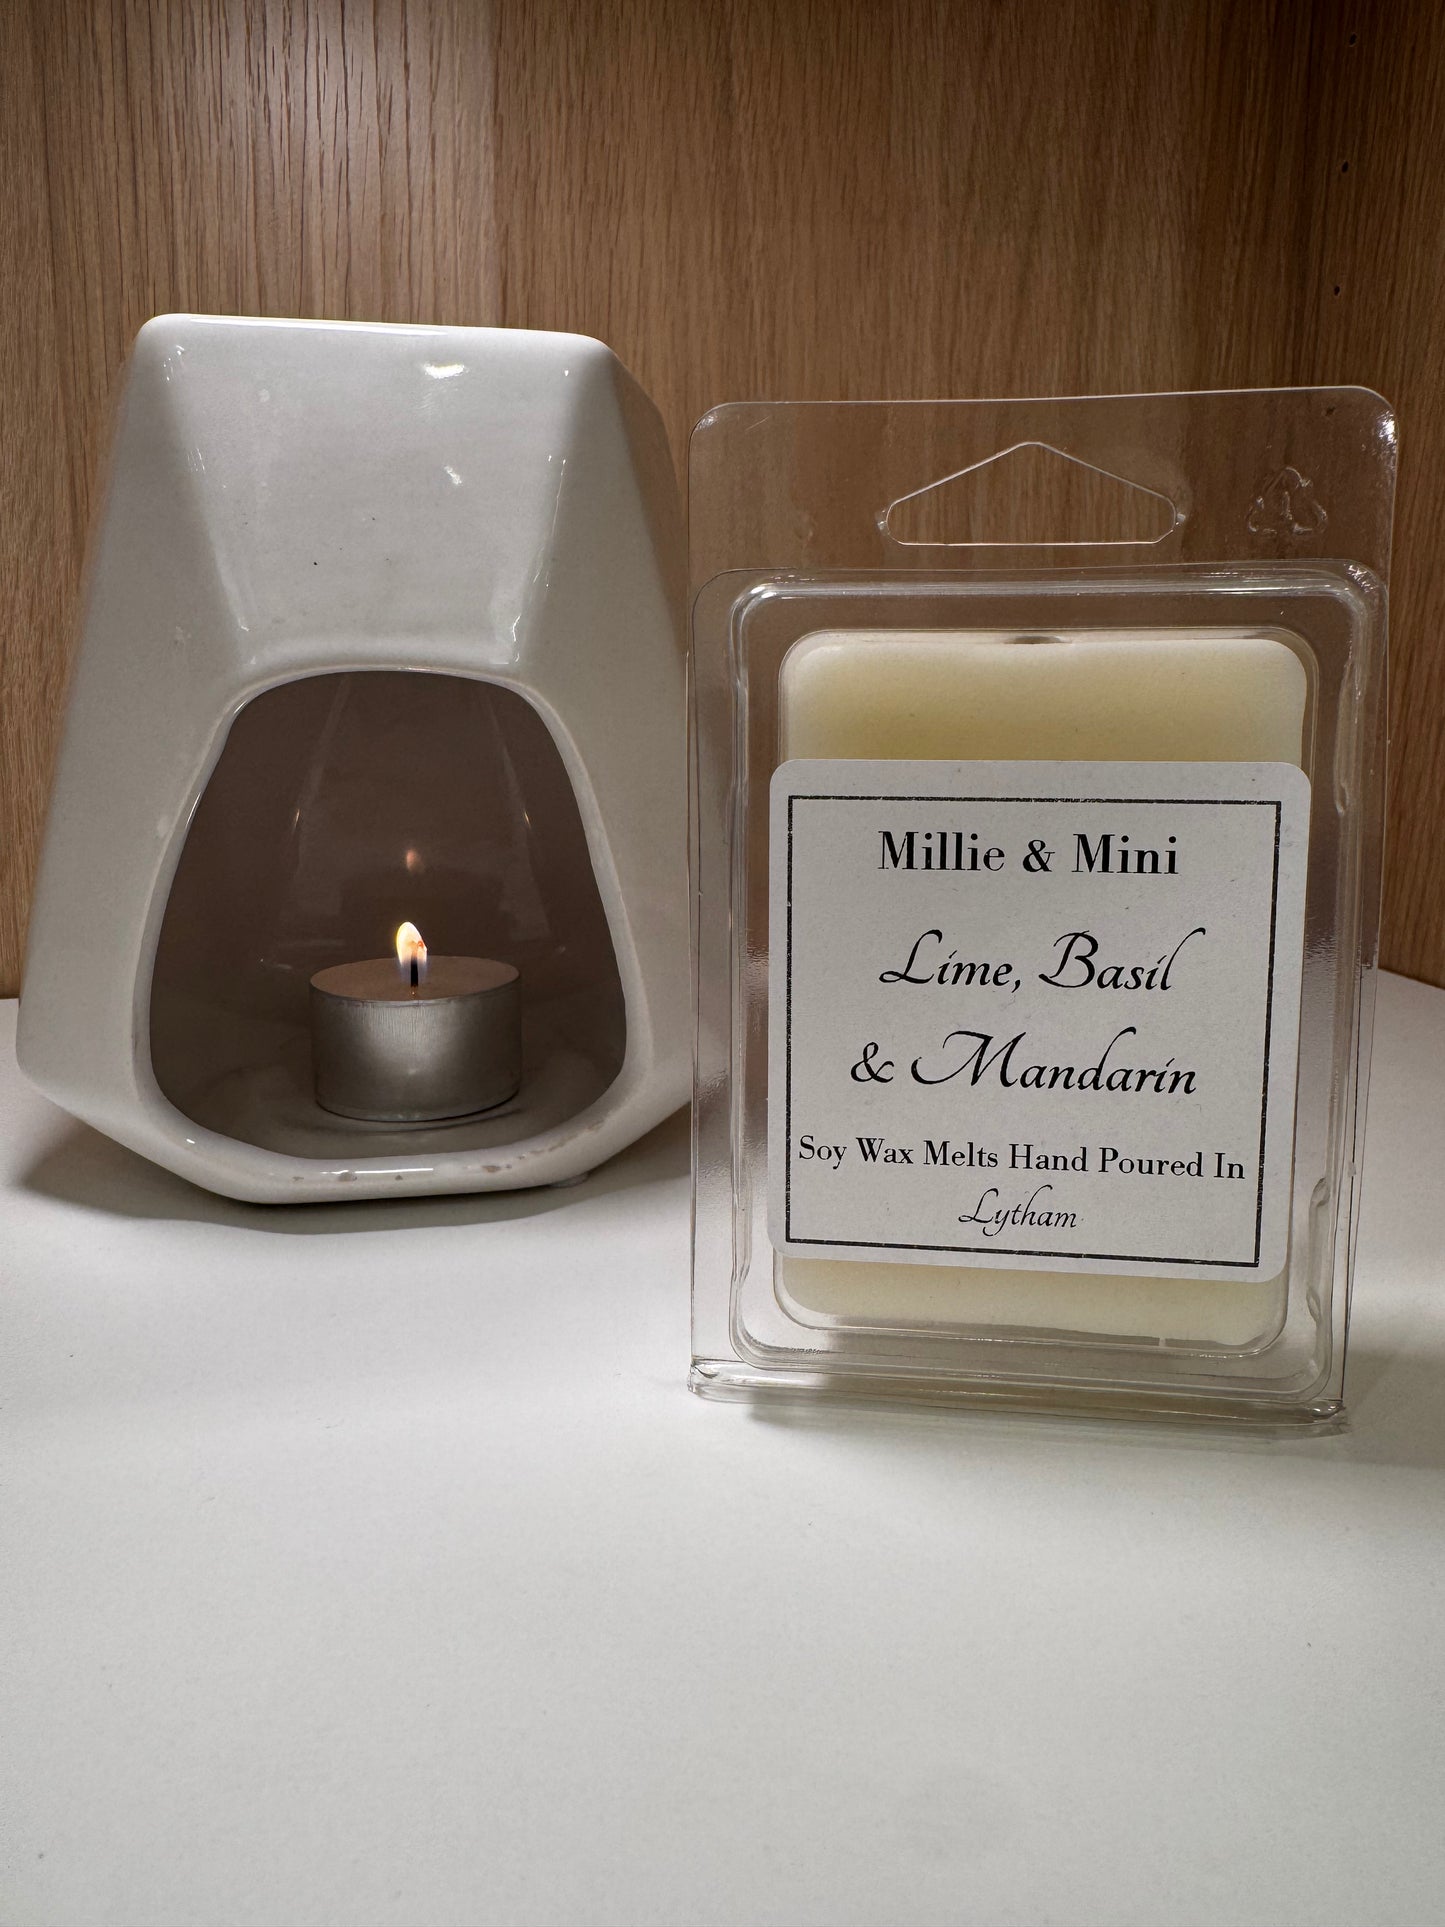 Millie & Mini
Lime, Basil
& Mandarin
Soy Wax Melts Hand Poured In
Lytham